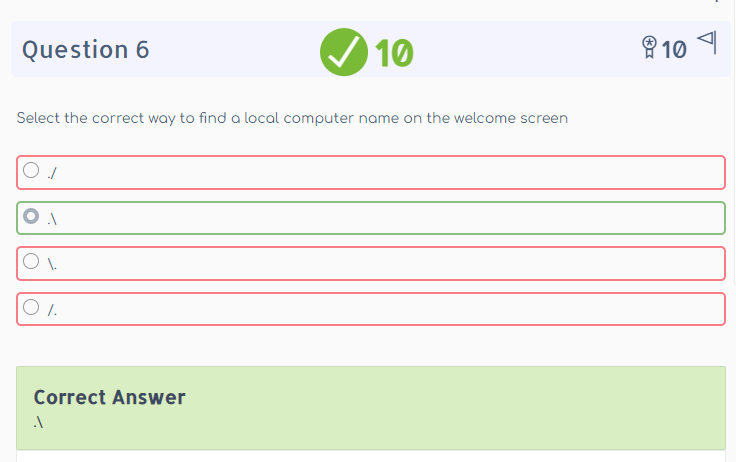 Question 6
10
10
Select the correct way to find a local computer name on the welcome screen
./
.\
\.
/.
Correct Answer
.\